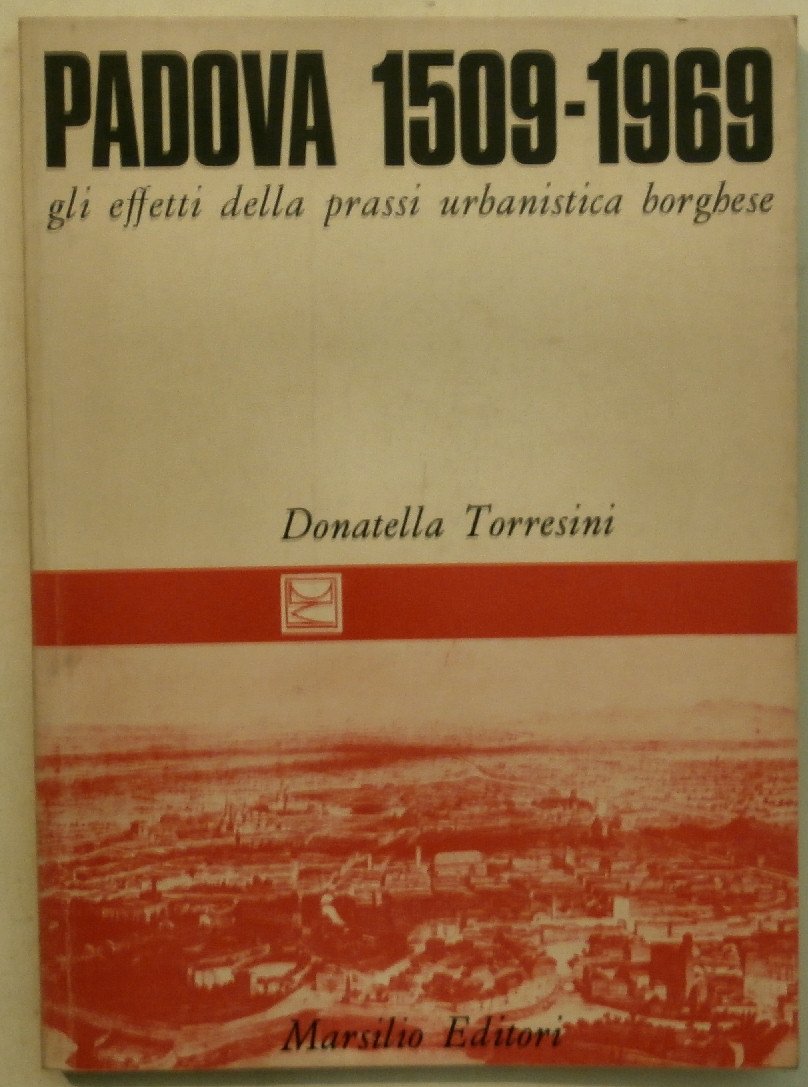 PADOVA 1509-1969
gli effetti della prassi urbanistica borghese
Donatella Torresini
Marsilio Editori